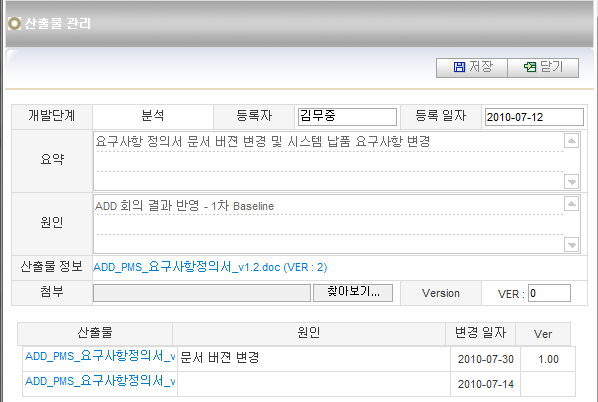 산출물 관리
저장 닫기
개발단계 분석 등록자 김무중 등록 일자 2010-07-12
요약 요구사항 정의서 문서 버젼 변경 및 시스템 납품 요구사항 변경
원인 ADD 회의 결과 반영 - 1차 Baseline
산출물 정보 ADD_PMS_요구사항정의서_v1.2.doc (VER : 2)
첨부 찾아보기... Version VER : 0
산출물 원인 변경 일자 Ver
ADD_PMS_요구사항정의서_v 문서 버젼 변경 2010-07-30 1.00
ADD_PMS_요구사항정의서_v 2010-07-14